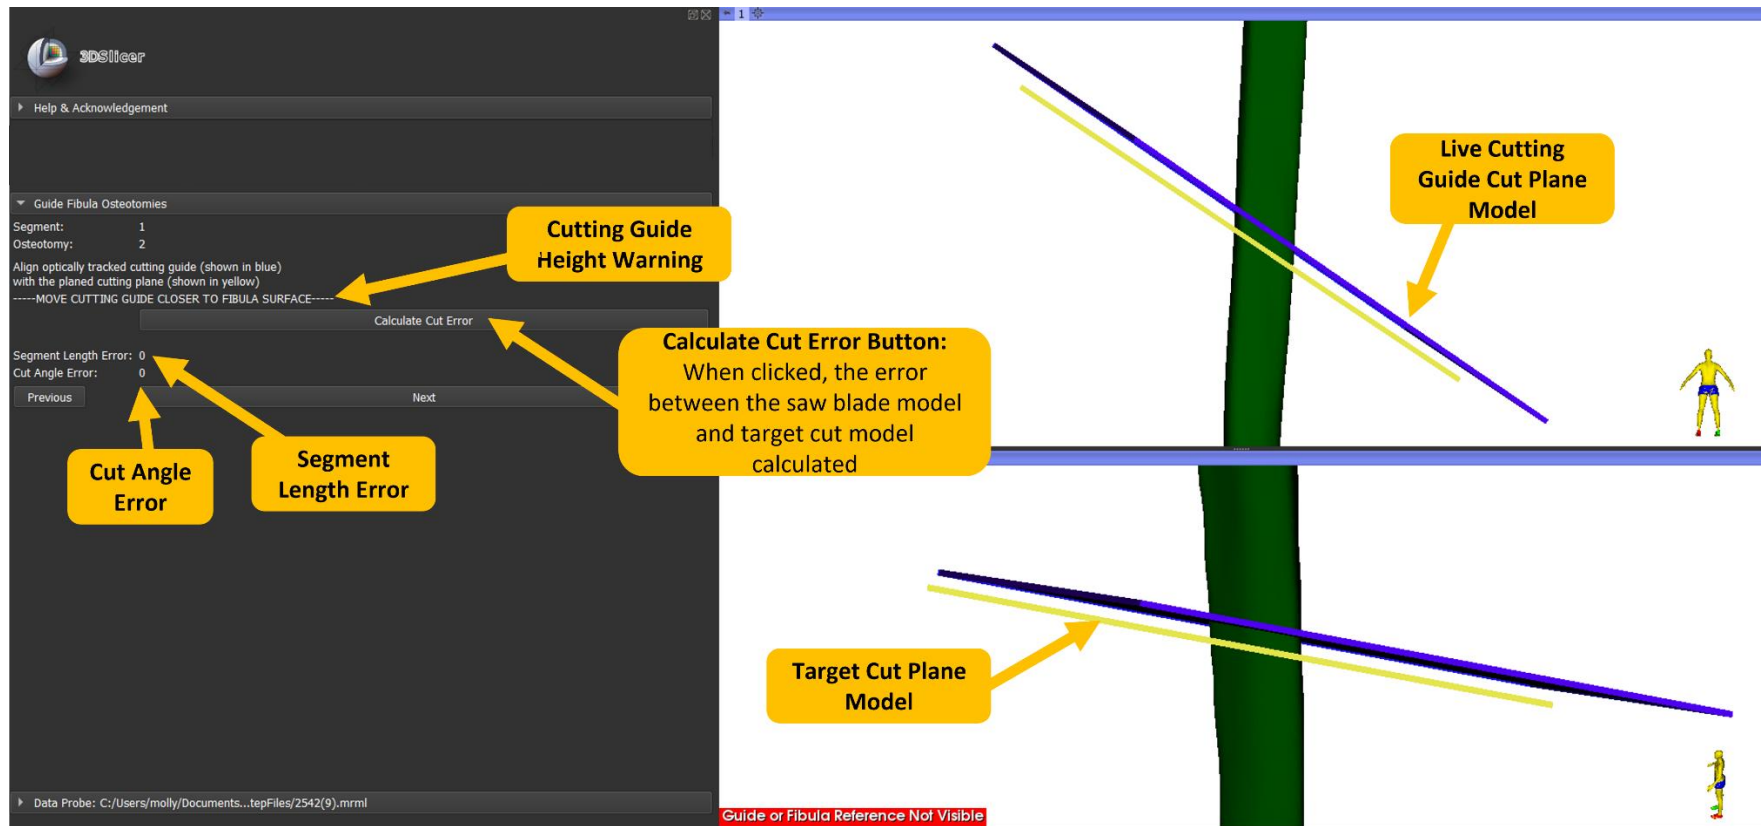 1
3DSlicer
Help & Acknowledgement
Guide Fibula Osteotomies
Segment: 1
Osteotomy: 2
Align optically tracked cutting guide (shown in blue)
with the planed cutting plane (shown in yellow)
-----MOVE CUTTING GUIDE CLOSER TO FIBULA SURFACE-----
Calculate Cut Error
Segment Length Error: 0
Cut Angle Error: 0
Previous
Next
Cutting Guide
Height Warning
Calculate Cut Error Button:
When clicked, the error
between the saw blade model
and target cut model
calculated
Cut Angle
Error
Segment
Length Error
Live Cutting
Guide Cut Plane
Model
Target Cut Plane
Model
Data Probe: C:/Users/molly/Documents...tepFiles/2542(9).mrml
Guide or Fibula Reference Not Visible